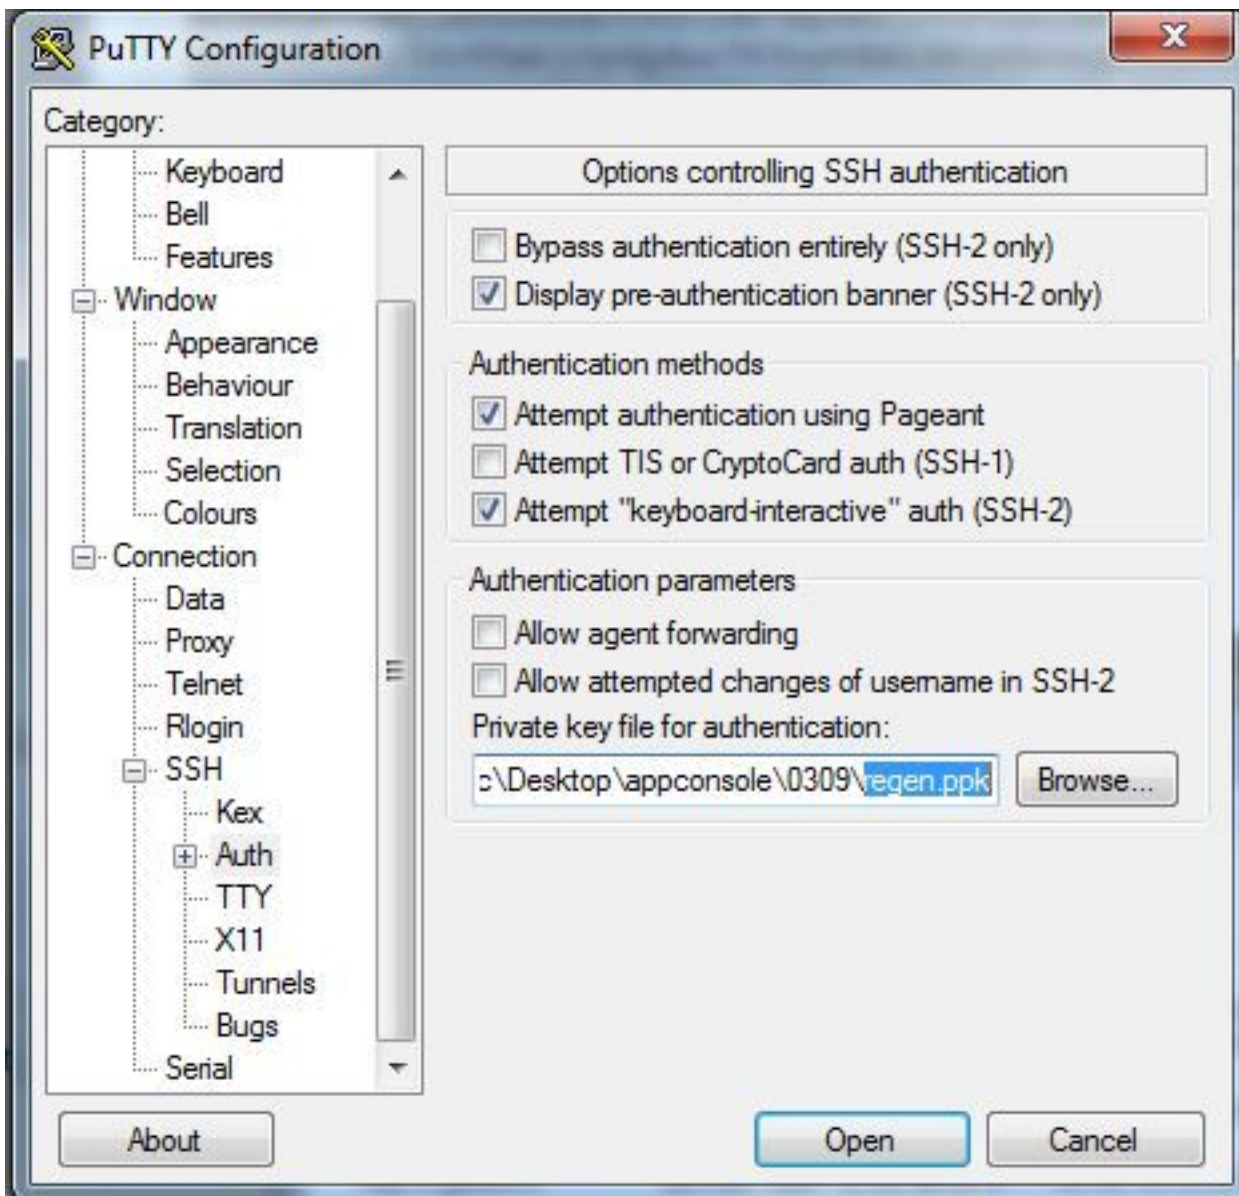 PuTTY Configuration
x
Category:
Keyboard
Bell
Features
Window
Appearance
Behaviour
Translation
Selection
Colours
Connection
Data
Proxy
Telnet
Rlogin
SSH
Kex
Auth
TTY
X11
Tunnels
Bugs
Serial
Options controlling SSH authentication
Bypass authentication entirely (SSH-2 only)
Display pre-authentication banner (SSH-2 only)
Authentication methods
Attempt authentication using Pageant
Attempt TIS or CryptoCard auth (SSH-1)
Attempt "keyboard-interactive" auth (SSH-2)
Authentication parameters
Allow agent forwarding
Allow attempted changes of username in SSH-2
Private key file for authentication:
c\Desktop\appconsole\0309\regen.ppk
Browse...
About
Open
Cancel